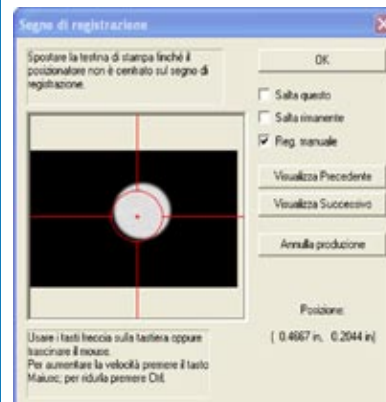 Segno di registrazione
Spostare la testina di stampa finché il
posizionatore non è centrato sul segno di
registrazione.
OK
Salta questo
Salta rimanente
Reg. manuale
Visualizza Precedente
Visualizza Successivo
Annulla produzione
Posizione:
( 0.4667 in, 0.2044 in)
Usare i tasti freccia sulla tastiera oppure
trascinare il mouse.
Per aumentare la velocità premere il tasto
Maiusc; per ridurla premere Ctrl.